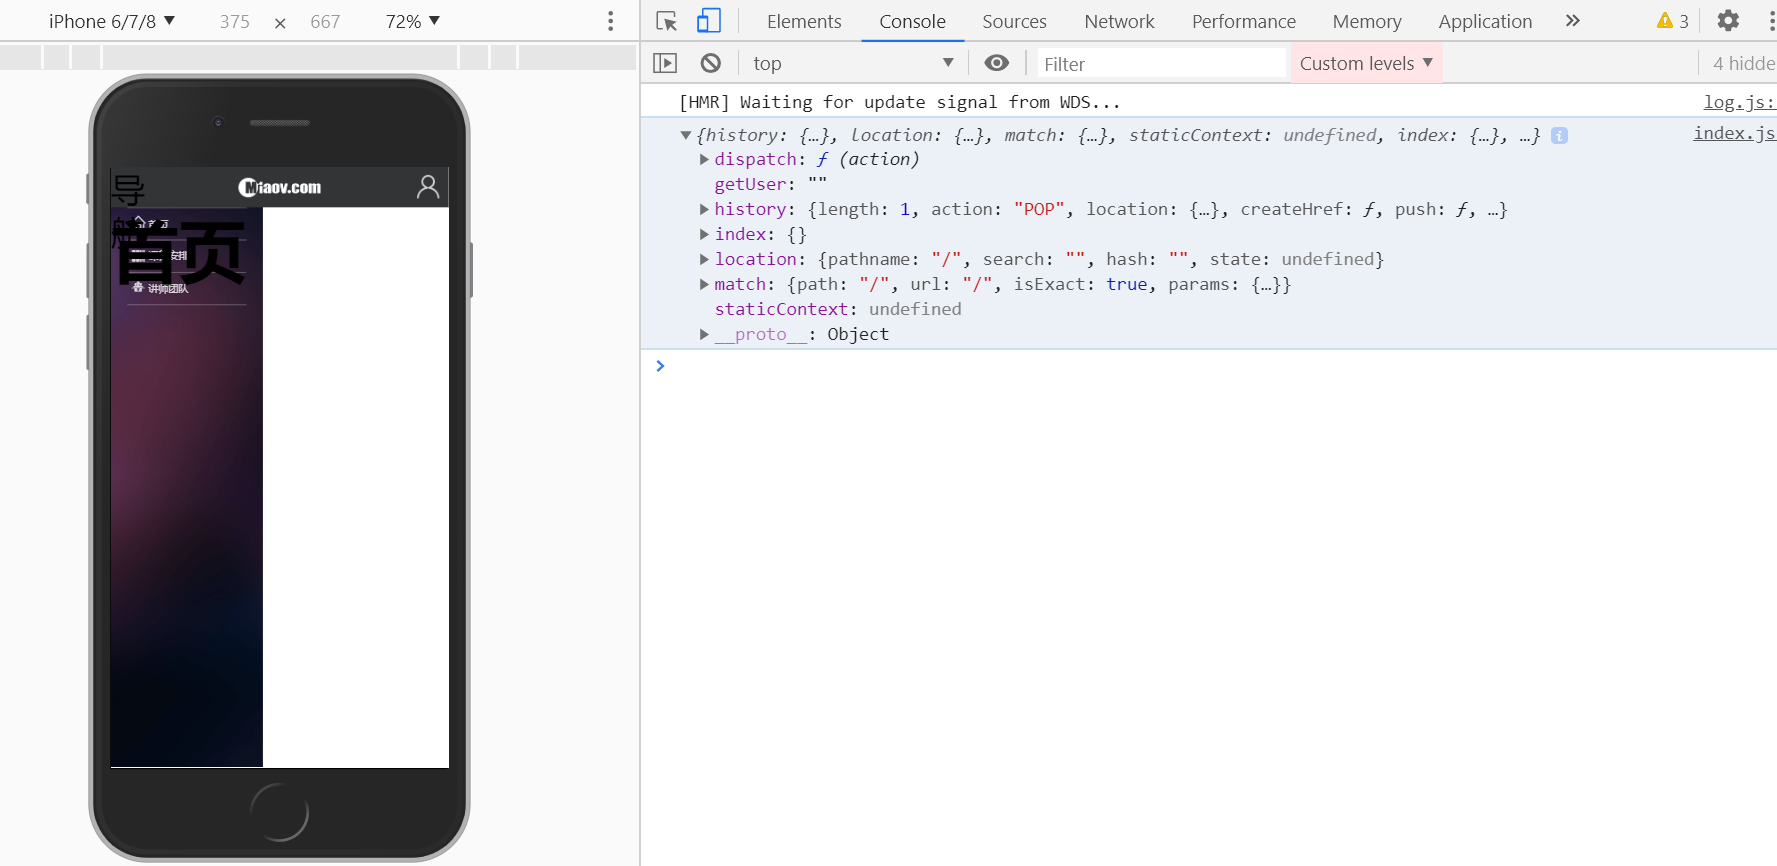 iPhone 6/7/8 ▼ 375 × 667 72% ▼
Elements Console Sources Network Performance Memory Application » 3
top ▼ Filter Custom levels ▼ 4 hidde
[HMR] Waiting for update signal from WDS... log.js:
▼{history: {…}, location: {…}, match: {…}, staticContext: undefined, index: {…}, …} i index.js
▶dispatch: ƒ (action)
getUser: ""
▶history: {length: 1, action: "POP", location: {…}, createHref: ƒ, push: ƒ, …}
▶index: {}
▶location: {pathname: "/", search: "", hash: "", state: undefined}
▶match: {path: "/", url: "/", isExact: true, params: {…}}
staticContext: undefined
▶__proto__: Object
导
航
Miaov.com
首页
首页
安排
讲师团队